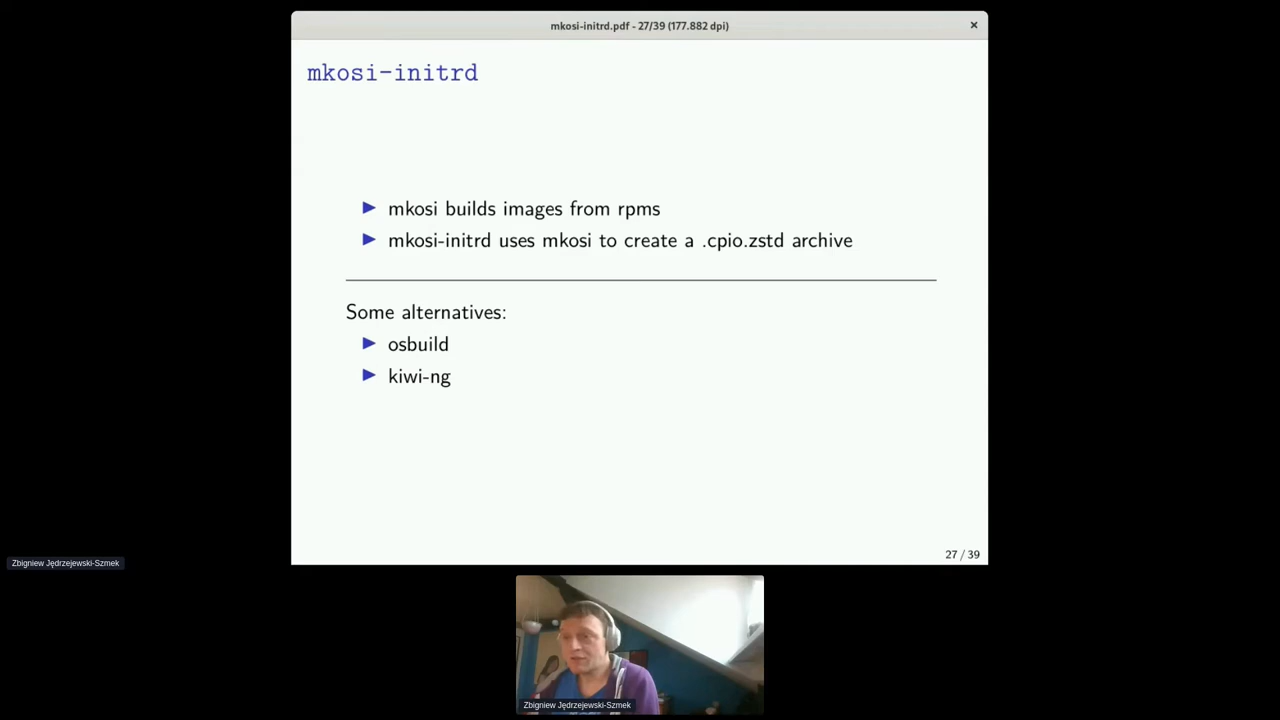 mkosi-initrd.pdf - 27/39 (177.882 dpi)
mkosi-initrd
mkosi builds images from rpms
mkosi-initrd uses mkosi to create a .cpio.zstd archive
Some alternatives:
osbuild
kiwi-ng
27 / 39
Zbigniew Jędrzejewski-Szmek
Zbigniew Jędrzejewski-Szmek